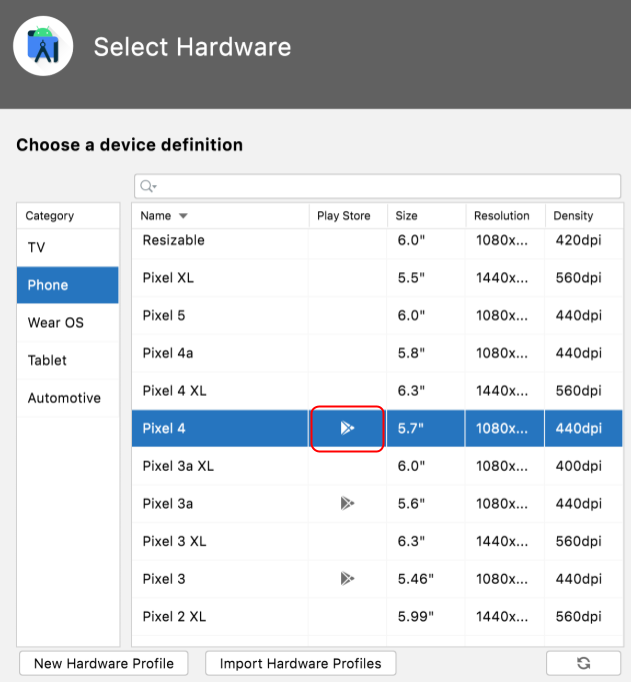 Select Hardware
Choose a device definition
Category
TV
Phone
Wear OS
Tablet
Automotive
Name Play Store Size Resolution Density
Resizable 6.0" 1080x... 420dpi
Pixel XL 5.5" 1440x... 560dpi
Pixel 5 6.0" 1080x... 440dpi
Pixel 4a 5.8" 1080x... 440dpi
Pixel 4 XL 6.3" 1440x... 560dpi
Pixel 4 5.7" 1080x... 440dpi
Pixel 3a XL 6.0" 1080x... 400dpi
Pixel 3a 5.6" 1080x... 440dpi
Pixel 3 XL 6.3" 1440x... 560dpi
Pixel 3 5.46" 1080x... 440dpi
Pixel 2 XL 5.99" 1440x... 560dpi
New Hardware Profile Import Hardware Profiles